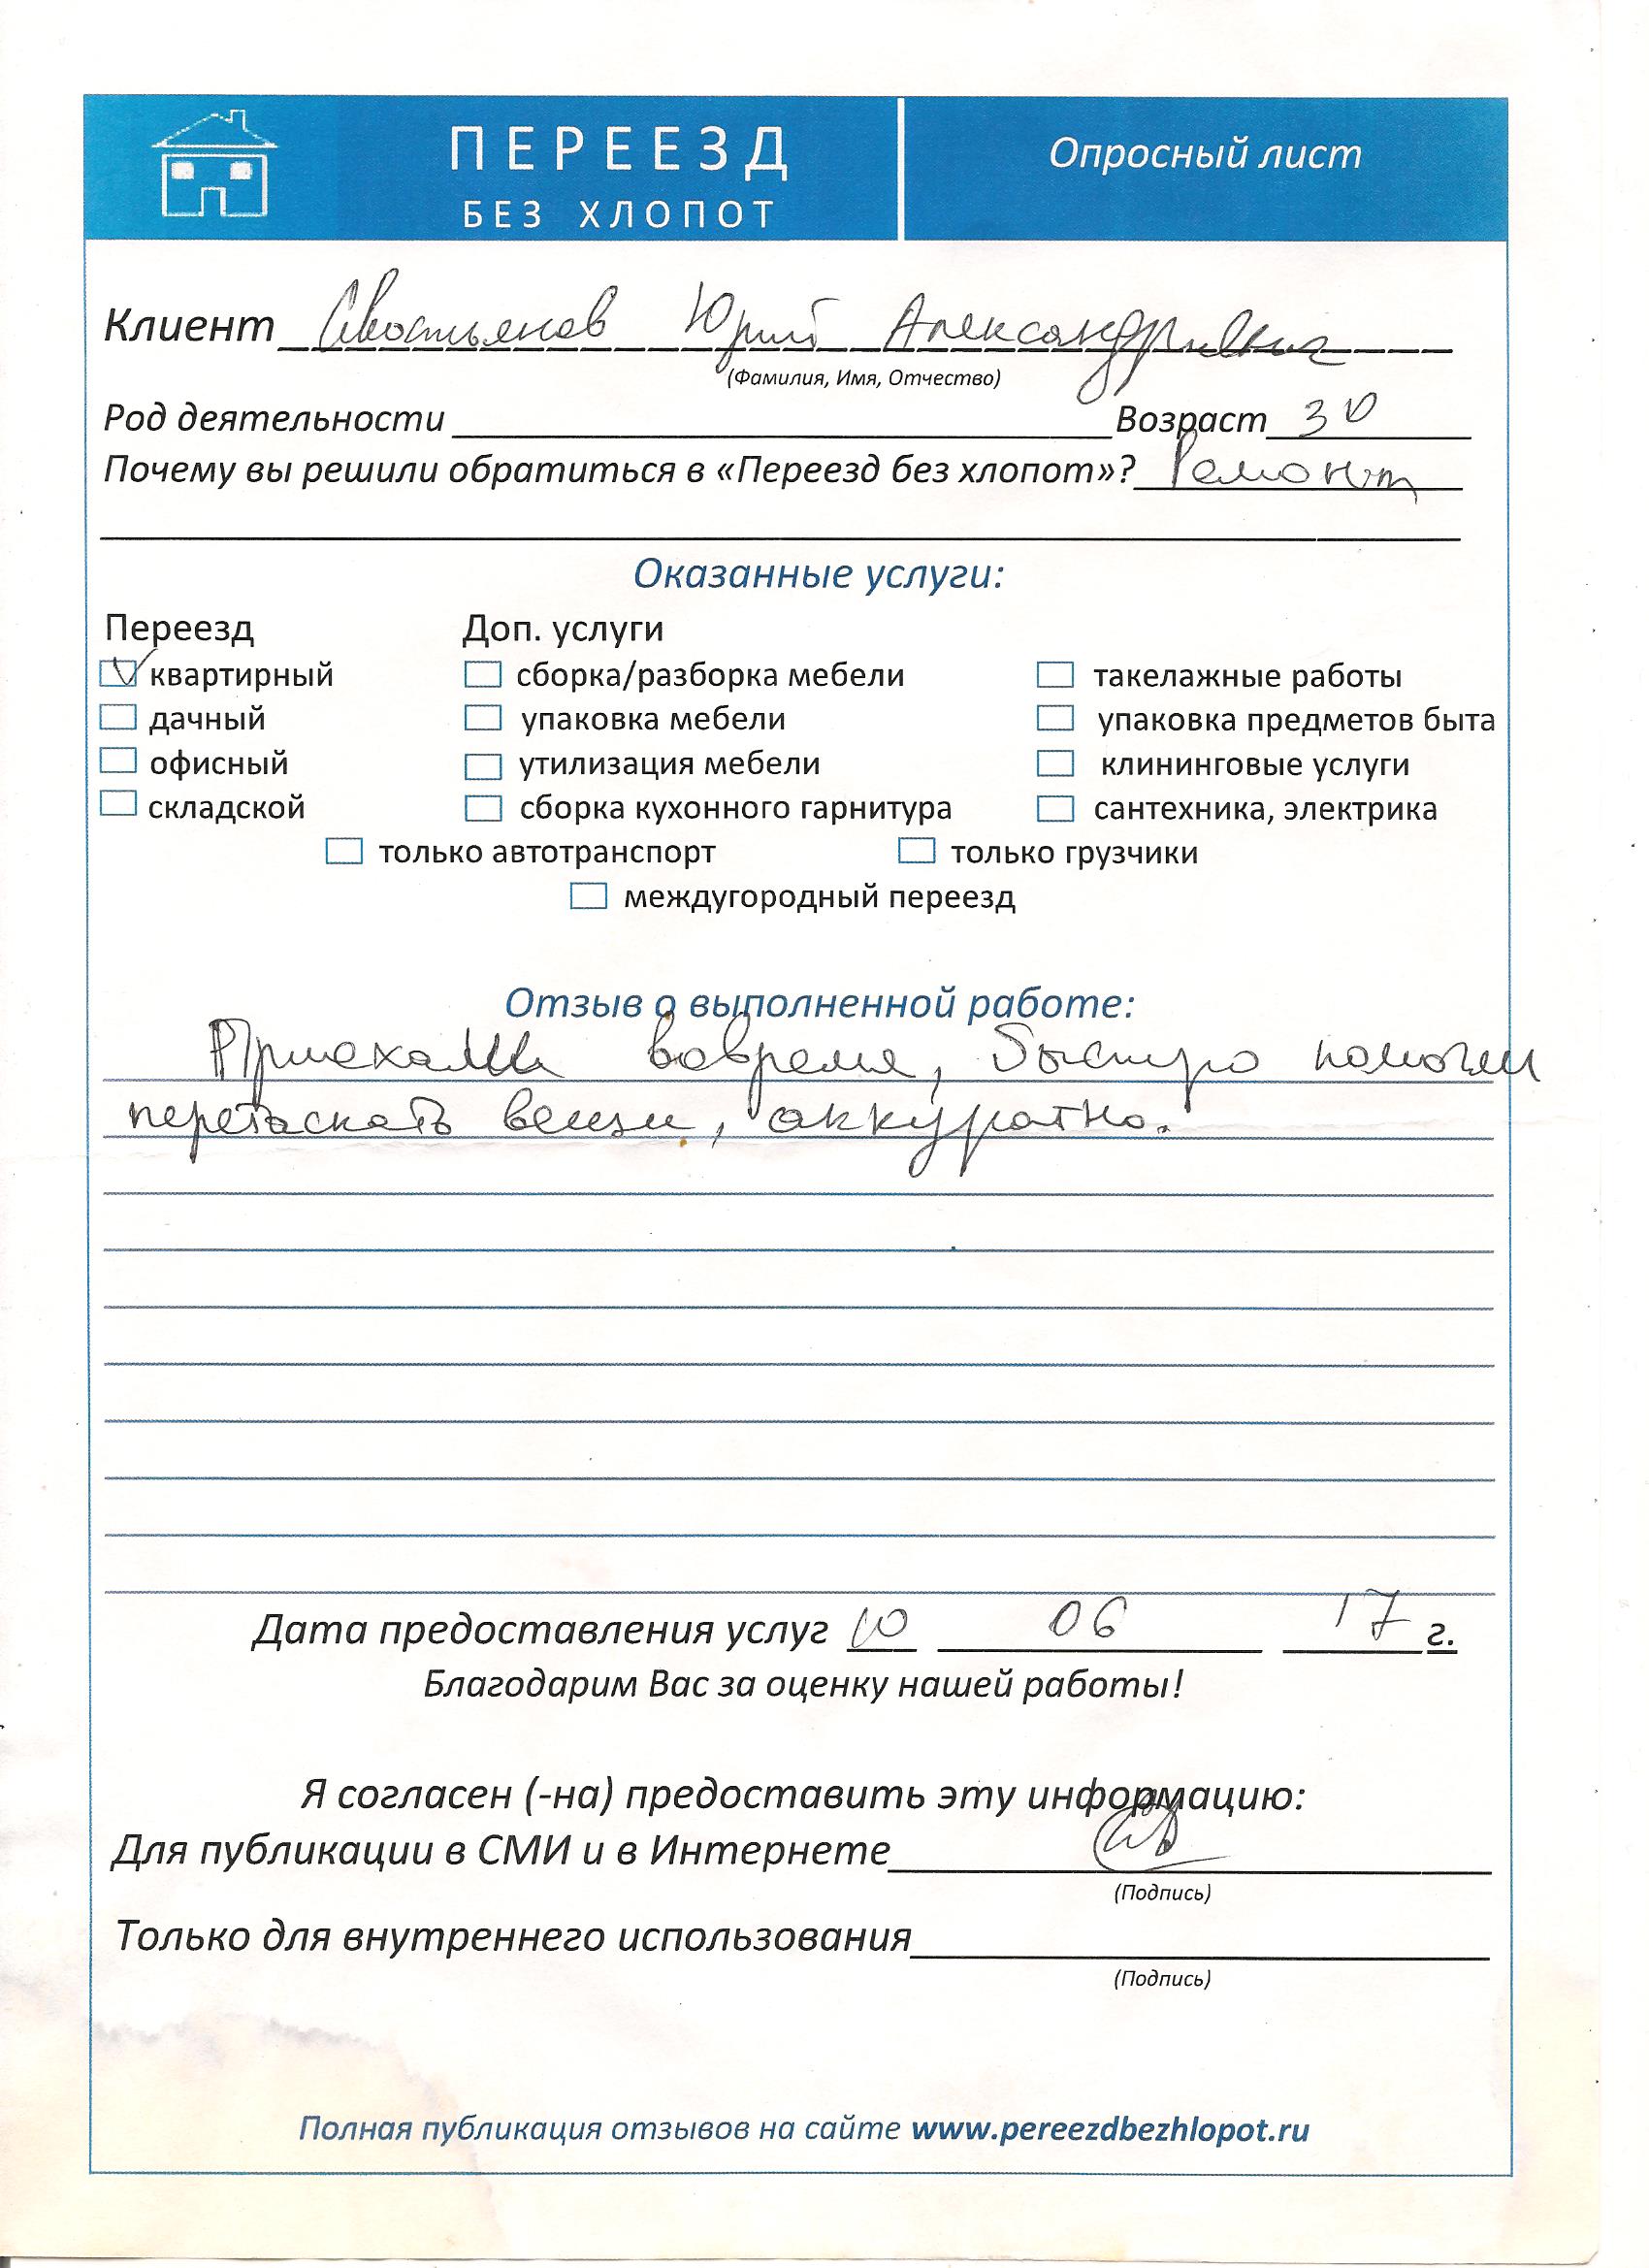 ПЕРЕЕЗД
БЕЗ ХЛОПОТ
Опросный лист
Клиент Юрий Александрович
(Фамилия, Имя, Отчество)
Род деятельности Возраст 30
Почему вы решили обратиться в «Переезд без хлопот»? Ремонт
Оказанные услуги:
Переезд Доп. услуги
квартирный сборка/разборка мебели такелажные работы
дачный упаковка мебели упаковка предметов быта
офисный утилизация мебели клининговые услуги
складской сборка кухонного гарнитура сантехника, электрика
только автотранспорт только грузчики
междугородный переезд
Отзыв о выполненной работе:
Приехали вовремя, быстро помогли
перетаскать вещи, аккуратно.
Дата предоставления услуг 10 06 17 г.
Благодарим Вас за оценку нашей работы!
Я согласен (-на) предоставить эту информацию:
Для публикации в СМИ и в Интернете
(Подпись)
Только для внутреннего использования
(Подпись)
Полная публикация отзывов на сайте www.pereezdbezhlopot.ru